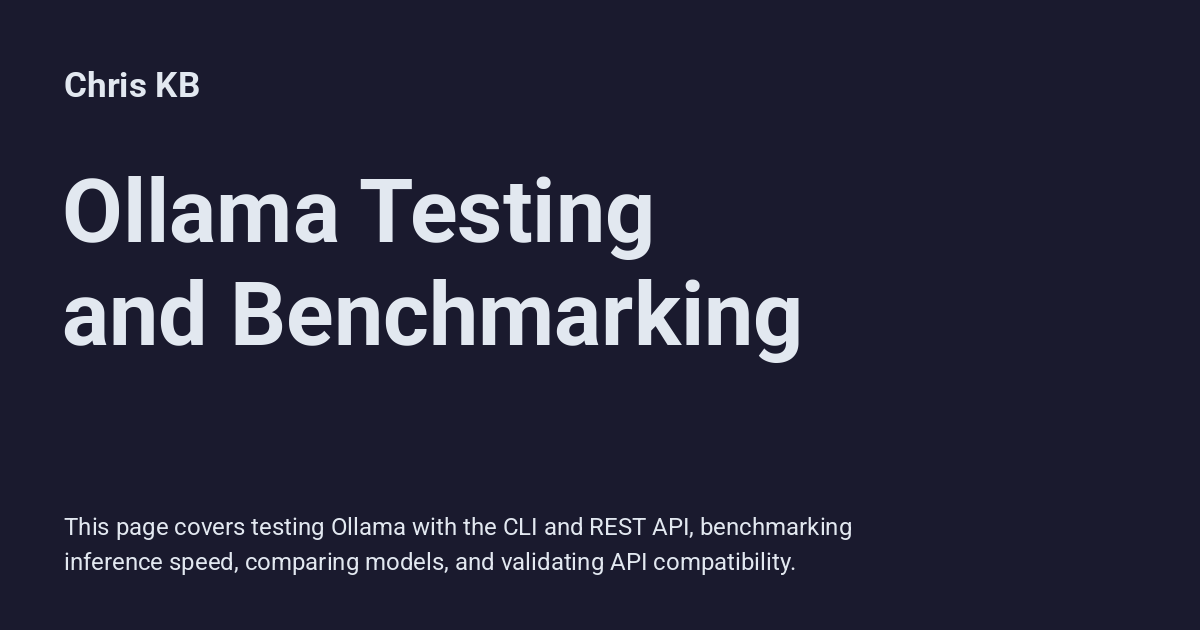 Chris KB
Ollama Testing
and Benchmarking
This page covers testing Ollama with the CLI and REST API, benchmarking
inference speed, comparing models, and validating API compatibility.